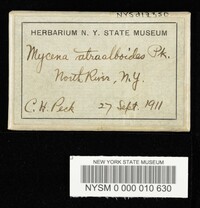 HERBARIUM N. Y. STATE MUSEUM
Mycena atraalboides Pk.
North River, N.Y.
C. H. Peck 27 Sept. 1911
NEW YORK STATE MUSEUM
NYSM 0 000 010 630